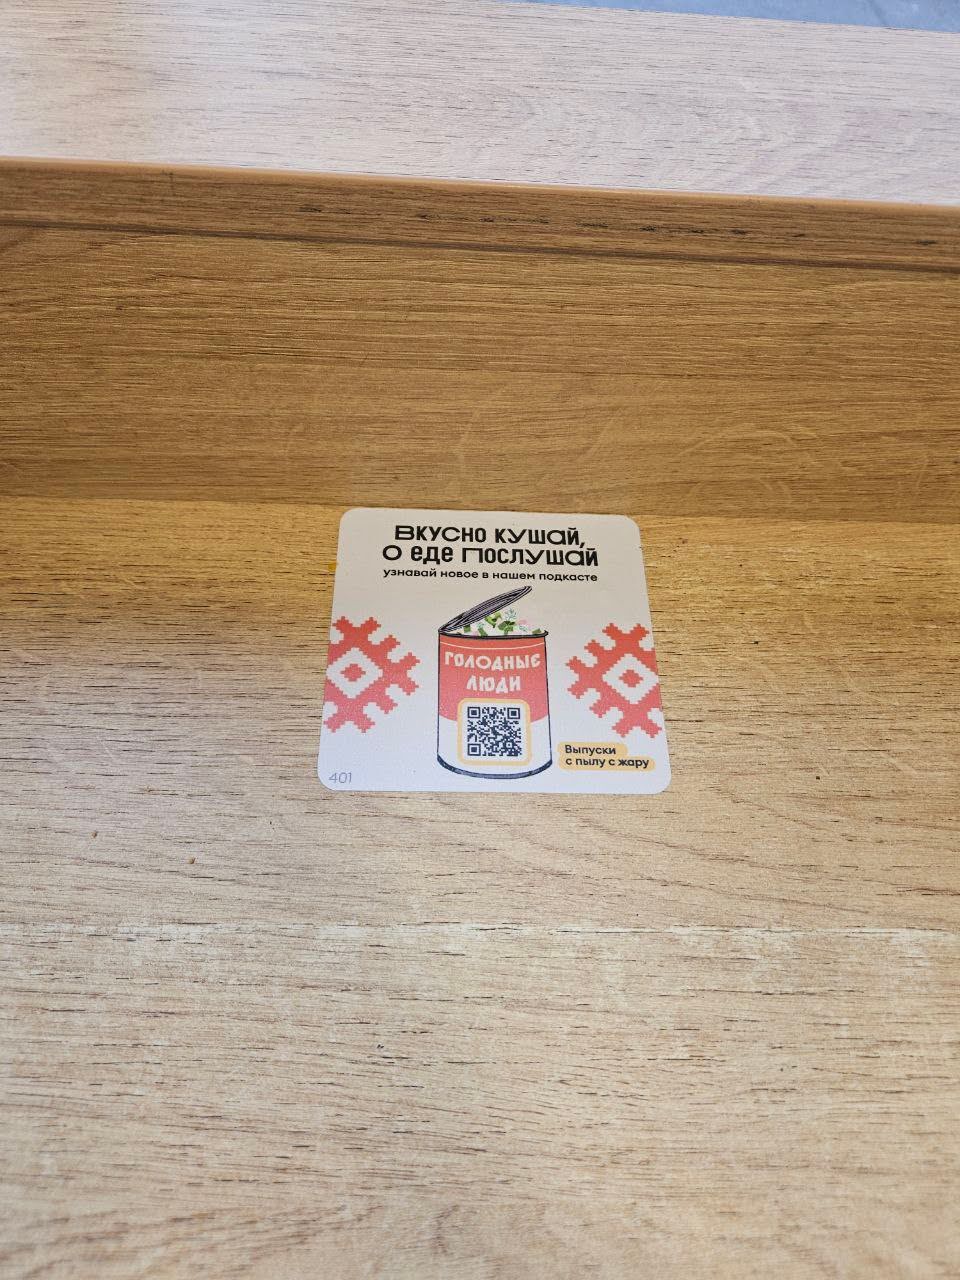 Вкусно кушай,
о еде послушай
узнавай новое в нашем подкасте
ГОЛОДНЫЕ
ЛЮДИ
Выпуски
с пылу с жару
401